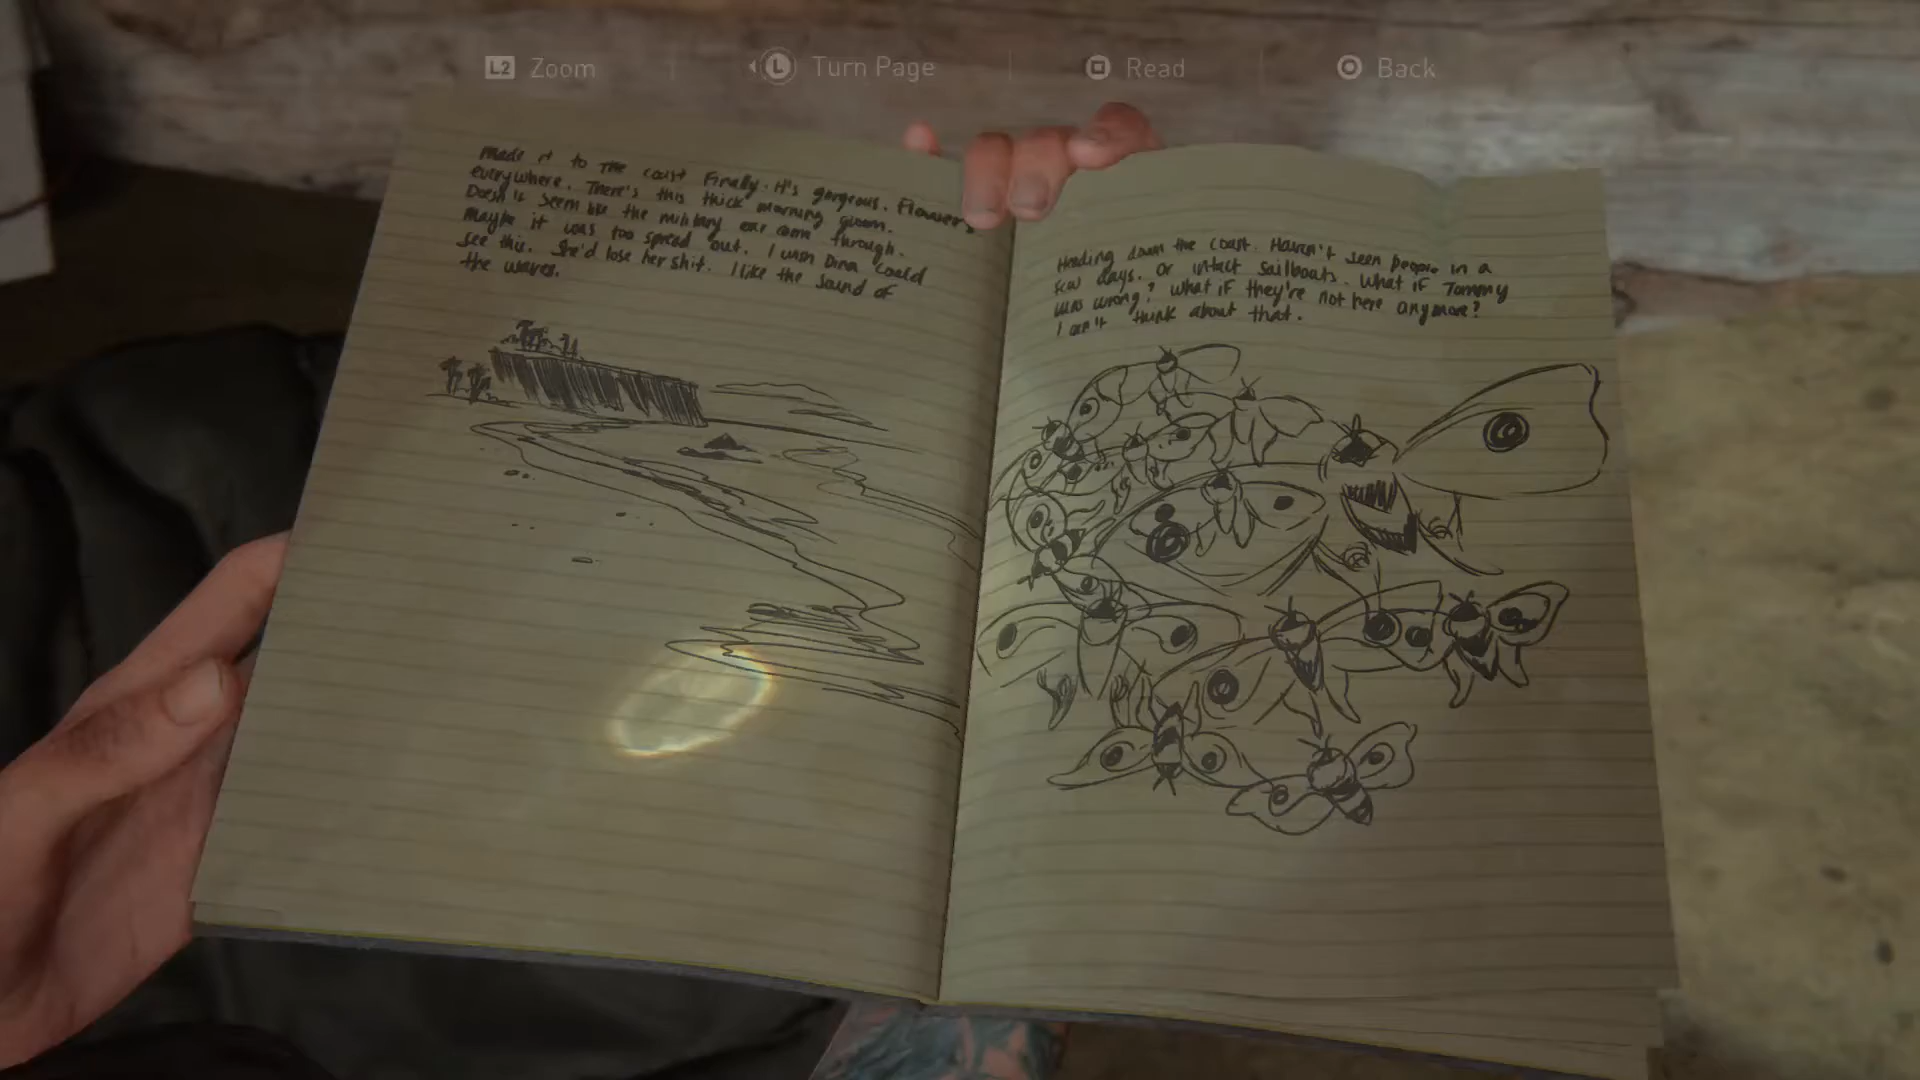 L2 Zoom
L Turn Page
Read
Back
Made it to the coast finally. It's gorgeous. Flowers
everywhere. There's this thick morning gloom.
Doesn't seem like the military ever came through.
Maybe it was too spread out. I wish Dina could
see this. She'd lose her shit. I like the sound of
the waves.
Heading down the coast. Haven't seen people in a
few days. Or intact sailboats. What if Tommy
was wrong? What if they're not here anymore?
I can't think about that.